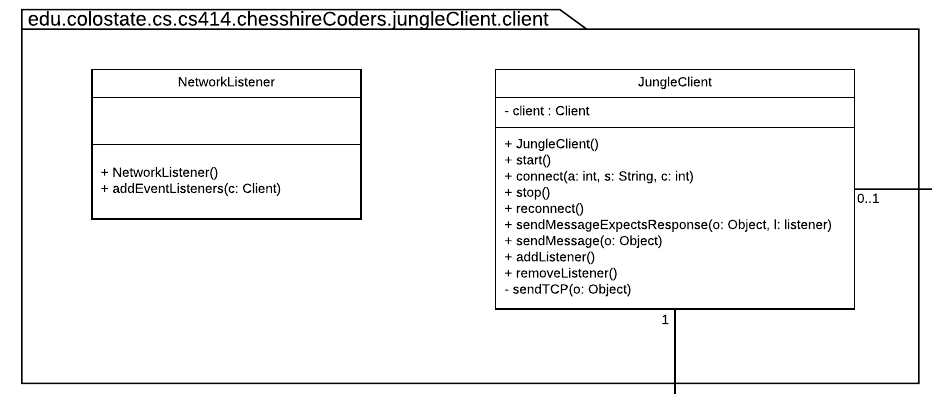 edu.colostate.cs.cs414.chesshireCoders.jungleClient.client
NetworkListener
+ NetworkListener()
+ addEventListeners(c: Client)
JungleClient
- client : Client
+ JungleClient()
+ start()
+ connect(a: int, s: String, c: int)
+ stop()
+ reconnect()
+ sendMessageExpectsResponse(o: Object, l: listener)
+ sendMessage(o: Object)
+ addListener()
+ removeListener()
- sendTCP(o: Object)
0..1
1